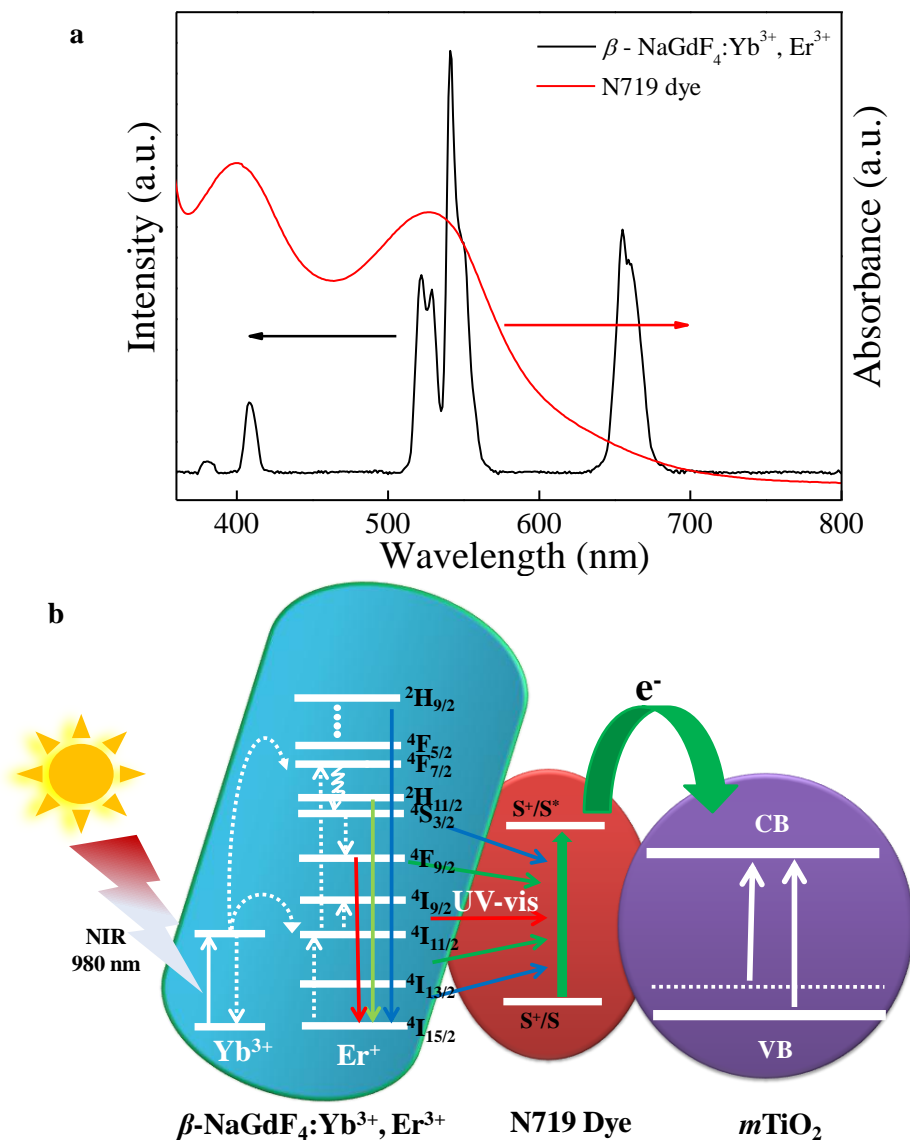 a
β - NaGdF₄:Yb³⁺, Er³⁺
N719 dye
Intensity (a.u.)
Absorbance (a.u.)
400 500 600 700 800
Wavelength (nm)
b
e⁻
²H₉/₂
⁴F₅/₂
⁴F₇/₂
²H₁₁/₂
⁴S₃/₂
⁴F₉/₂
⁴I₉/₂
⁴I₁₁/₂
⁴I₁₃/₂
⁴I₁₅/₂
NIR
980 nm
Yb³⁺
Er⁺
UV-vis
S⁺/S*
S⁺/S
CB
VB
β-NaGdF₄:Yb³⁺, Er³⁺
N719 Dye
mTiO₂